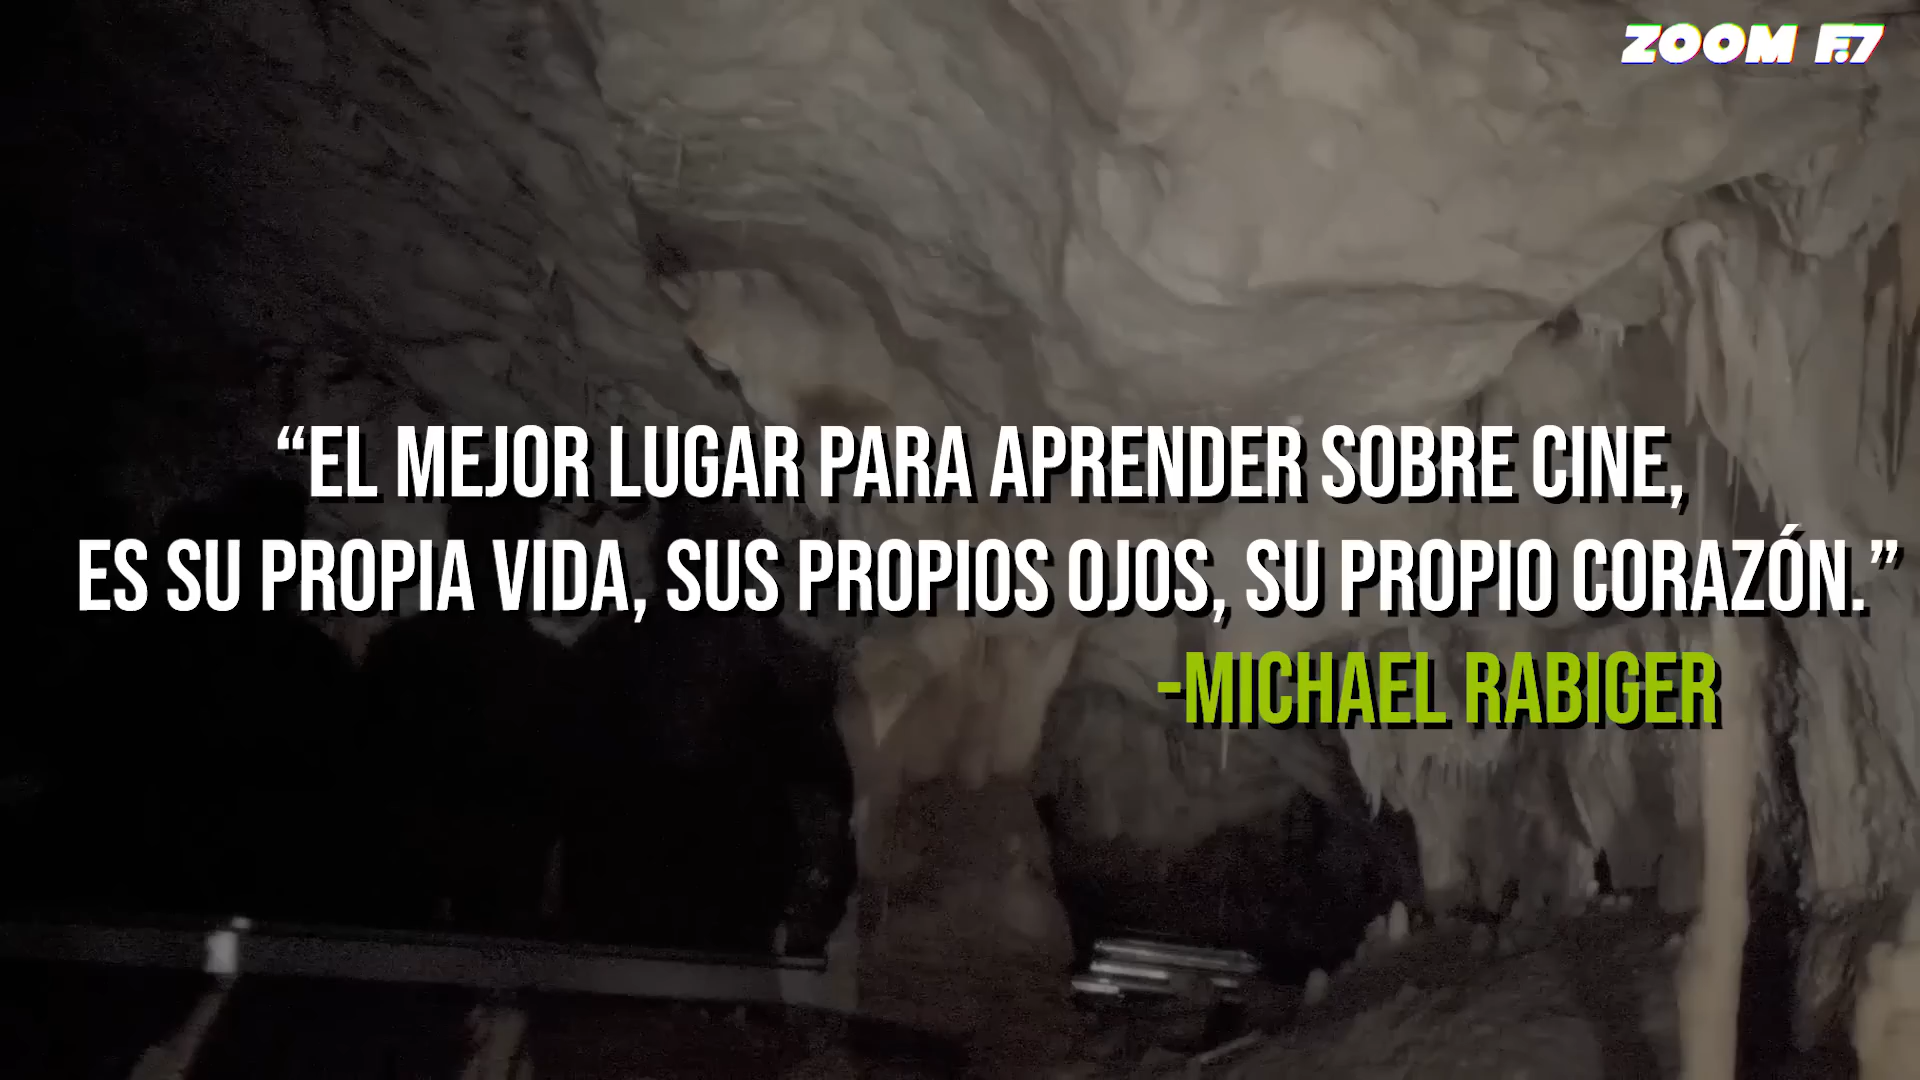 ZOOM F.7
“EL MEJOR LUGAR PARA APRENDER SOBRE CINE,
ES SU PROPIA VIDA, SUS PROPIOS OJOS, SU PROPIO CORAZÓN.”
-MICHAEL RABIGER